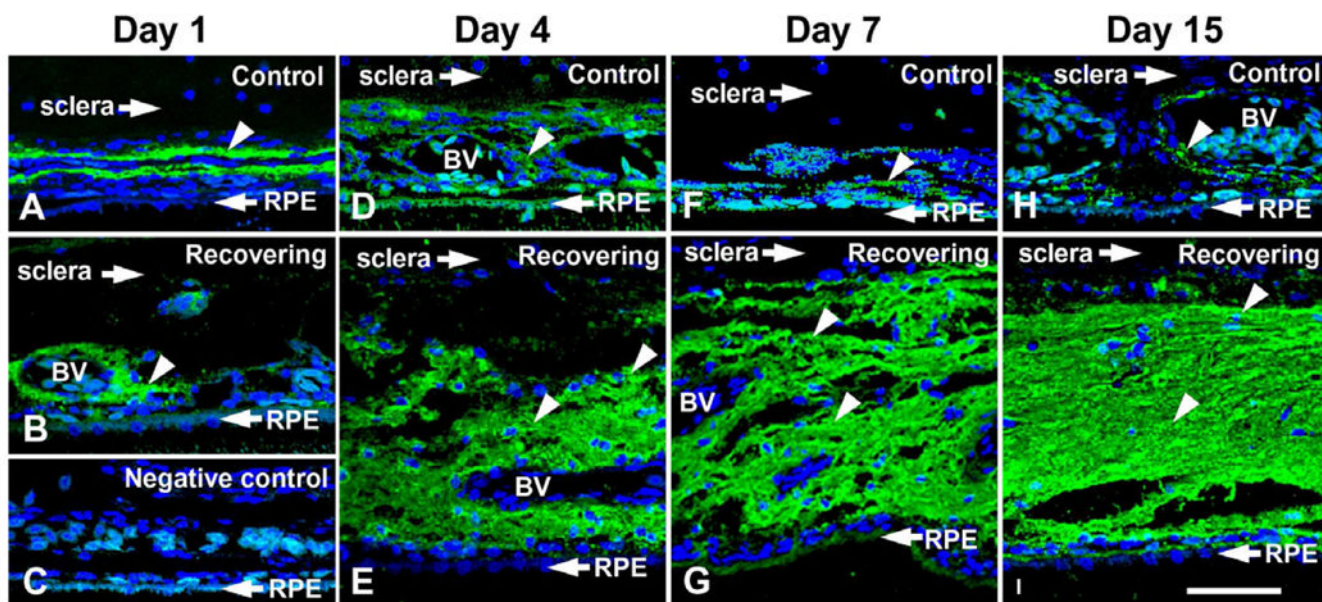 Day 1
Day 4
Day 7
Day 15
Control
sclera
A
RPE
sclera
Control
BV
D
RPE
sclera
Control
F
RPE
sclera
Control
BV
H
RPE
Recovering
sclera
BV
B
RPE
Negative control
C
RPE
sclera
Recovering
BV
E
RPE
sclera
Recovering
BV
G
RPE
sclera
Recovering
I
RPE